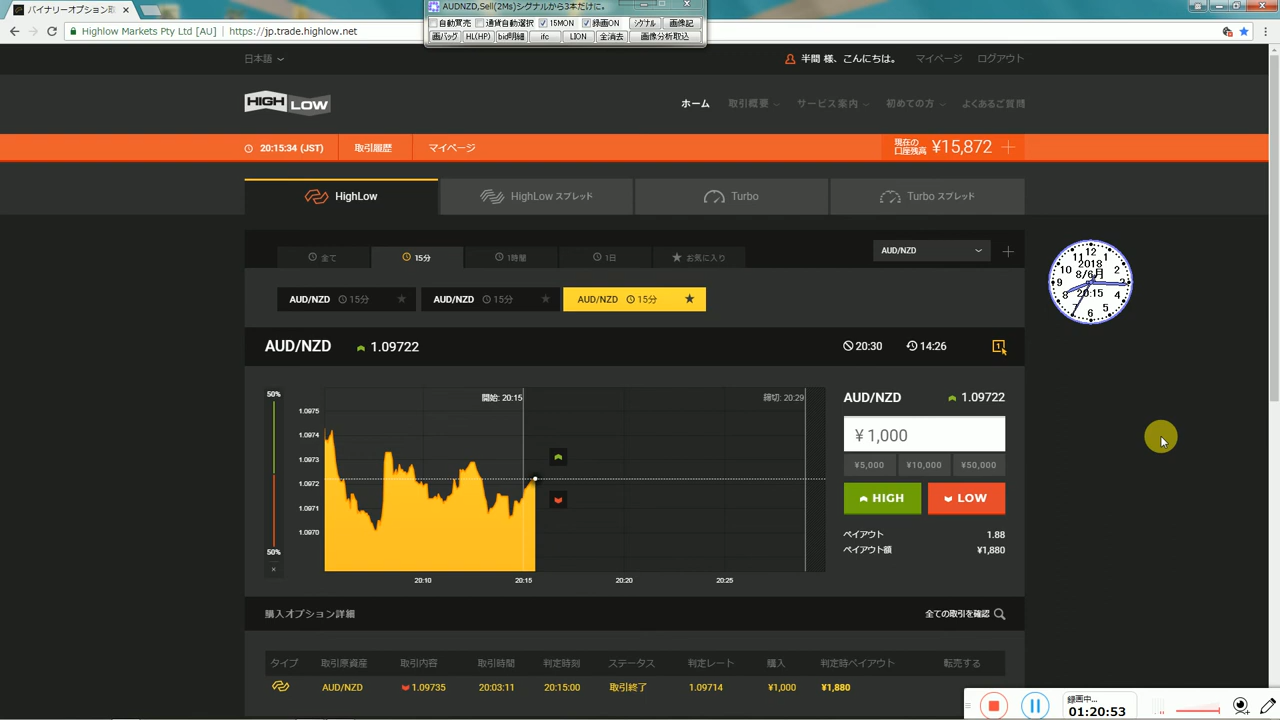 バイナリーオプション取
AUDNZD,Sell(2Ms)シグナルから3本だけに。
自動買売 通貨自動選択 15MON 録画ON シグナル 画像記
画バッグ HL(HP) bid明細 ifc LION 全消去 画像分析取込
Highlow Markets Pty Ltd [AU] https://jp.trade.highlow.net
日本語
半間 様、こんにちは。 マイページ ログアウト
HIGH LOW
ホーム 取引概要 サービス案内 初めての方 よくあるご質問
20:15:34 (JST) 取引履歴 マイページ
現在の
口座残高 ¥15,872
HighLow HighLow スプレッド Turbo Turbo スプレッド
全て 15分 1時間 1日 お気に入り AUD/NZD
AUD/NZD 15分 AUD/NZD 15分 AUD/NZD 15分
12
11 1
2018
10 2
8/6月
9 3
20:15
8 4
7 5
6
AUD/NZD 1.09722 20:30 14:26 1
50%
開始: 20:15 締切: 20:29
AUD/NZD 1.09722
1.0975
1.0974
1.0973
1.0972
1.0971
1.0970
¥ 1,000
¥5,000 ¥10,000 ¥50,000
HIGH LOW
ペイアウト 1.88
ペイアウト額 ¥1,880
50%
20:10 20:15 20:20 20:25
購入オプション詳細 全ての取引を確認
タイプ 取引原資産 取引内容 取引時間 判定時刻 ステータス 判定レート 購入 判定時ペイアウト 転売する
AUD/NZD 1.09735 20:03:11 20:15:00 取引終了 1.09714 ¥1,000 ¥1,880
録画中...
01:20:53